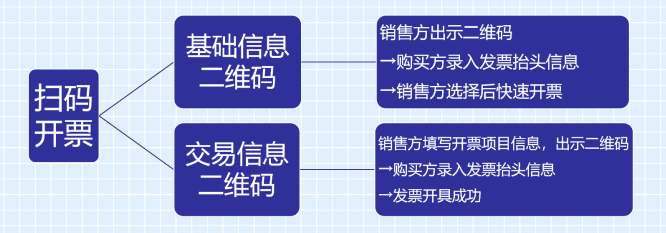 扫码
开票
基础信息
二维码
销售方出示二维码
→购买方录入发票抬头信息
→销售方选择后快速开票
交易信息
二维码
销售方填写开票项目信息，出示二维码
→购买方录入发票抬头信息
→发票开具成功